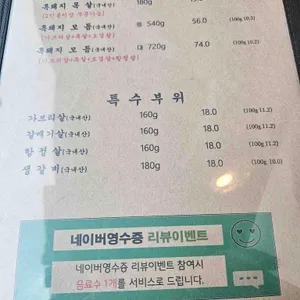 흑돼지 목 살(국내산) 180g
흑돼지 모 듬(국내산) 중 540g 56.0 (100g 10.3)
흑돼지 모 듬(국내산) 대 720g 74.0 (100g 10.2)
특 수 부 위
가브리살(국내산) 160g 18.0 (100g 11.2)
갈매기살(국내산) 160g 18.0 (100g 11.2)
항 정 살(국내산) 160g 18.0 (100g 11.2)
생 갈 비(국내산) 180g 18.0 (100g 10.0)
네이버영수증 리뷰이벤트
네이버영수증 리뷰이벤트 참여시
음료수 1개를 서비스로 드립니다.